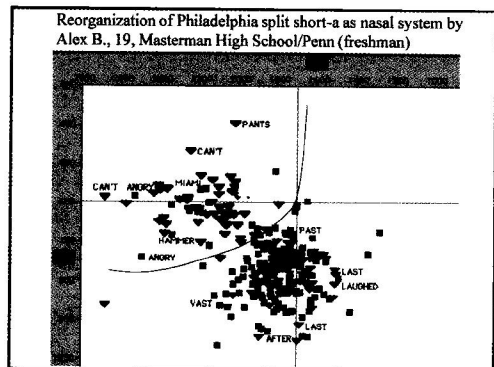 Reorganization of Philadelphia split short-a as nasal system by
Alex B., 19, Masterman High School/Penn (freshman)
PANTS
CAN'T
CAN'T ANGRY MIAMI
HAMMER
PAST
ANGRY
LAST
LAUGHED
VAST
LAST
AFTER